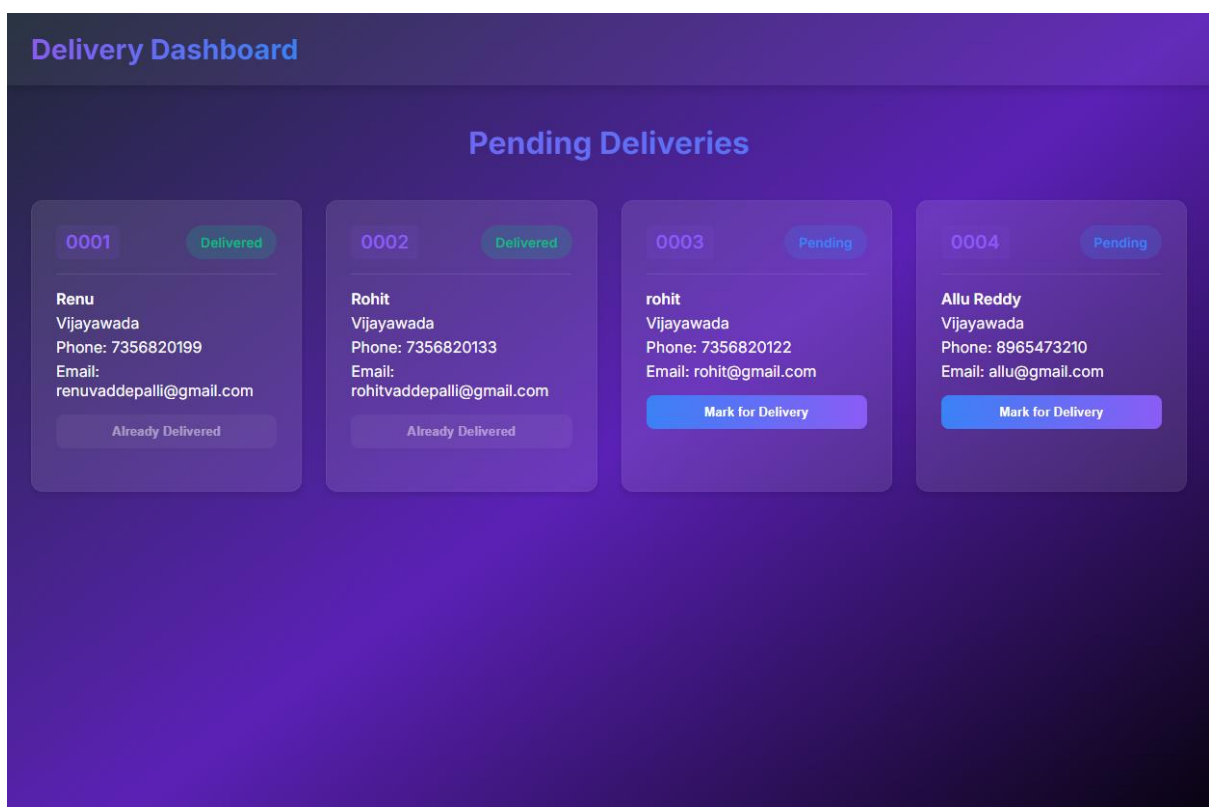 Delivery Dashboard
Pending Deliveries
0001 Delivered
Renu
Vijayawada
Phone: 7356820199
Email:
renuvaddepalli@gmail.com
Already Delivered
0002 Delivered
Rohit
Vijayawada
Phone: 7356820133
Email:
rohitvaddepalli@gmail.com
Already Delivered
0003 Pending
rohit
Vijayawada
Phone: 7356820122
Email: rohit@gmail.com
Mark for Delivery
0004 Pending
Allu Reddy
Vijayawada
Phone: 8965473210
Email: allu@gmail.com
Mark for Delivery